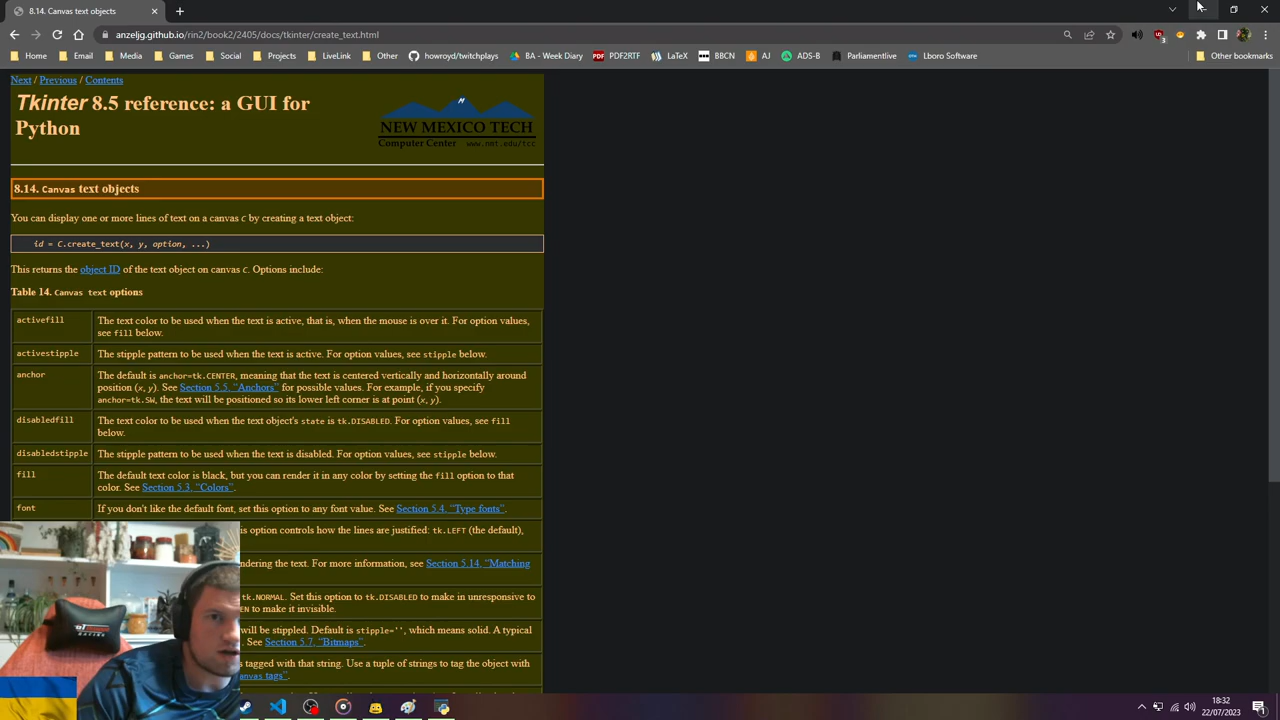 8.14. Canvas text objects
anzeljg.github.io/rin2/book2/2405/docs/tkinter/create_text.html
Home Email Media Games Social Projects LiveLink Other howroyd/twitchplays BA - Week Diary PDF2RTF LaTeX BBCN AJ ADS-B Parliamentlive Lboro Software Other bookmarks
Next / Previous / Contents
Tkinter 8.5 reference: a GUI for
Python
NEW MEXICO TECH
Computer Center www.nmt.edu/tcc
8.14. Canvas text objects
You can display one or more lines of text on a canvas C by creating a text object:
id = C.create_text(x, y, option, ...)
This returns the object ID of the text object on canvas C. Options include:
Table 14. Canvas text options
activefill The text color to be used when the text is active, that is, when the mouse is over it. For option values,
see fill below.
activestipple The stipple pattern to be used when the text is active. For option values, see stipple below.
anchor The default is anchor=tk.CENTER, meaning that the text is centered vertically and horizontally around
position (x, y). See Section 5.5, “Anchors” for possible values. For example, if you specify
anchor=tk.SW, the text will be positioned so its lower left corner is at point (x, y).
disabledfill The text color to be used when the text object's state is tk.DISABLED. For option values, see fill
below.
disabledstipple The stipple pattern to be used when the text is disabled. For option values, see stipple below.
fill The default text color is black, but you can render it in any color by setting the fill option to that
color. See Section 5.3, “Colors”.
font If you don't like the default font, set this option to any font value. See Section 5.4, “Type fonts”.
is option controls how the lines are justified: tk.LEFT (the default),
ndering the text. For more information, see Section 5.14, “Matching
tk.NORMAL. Set this option to tk.DISABLED to make in unresponsive to
EN to make it invisible.
will be stippled. Default is stipple='', which means solid. A typical
. See Section 5.7, “Bitmaps”.
s tagged with that string. Use a tuple of strings to tag the object with
anvas tags”.
18:32
22/07/2023